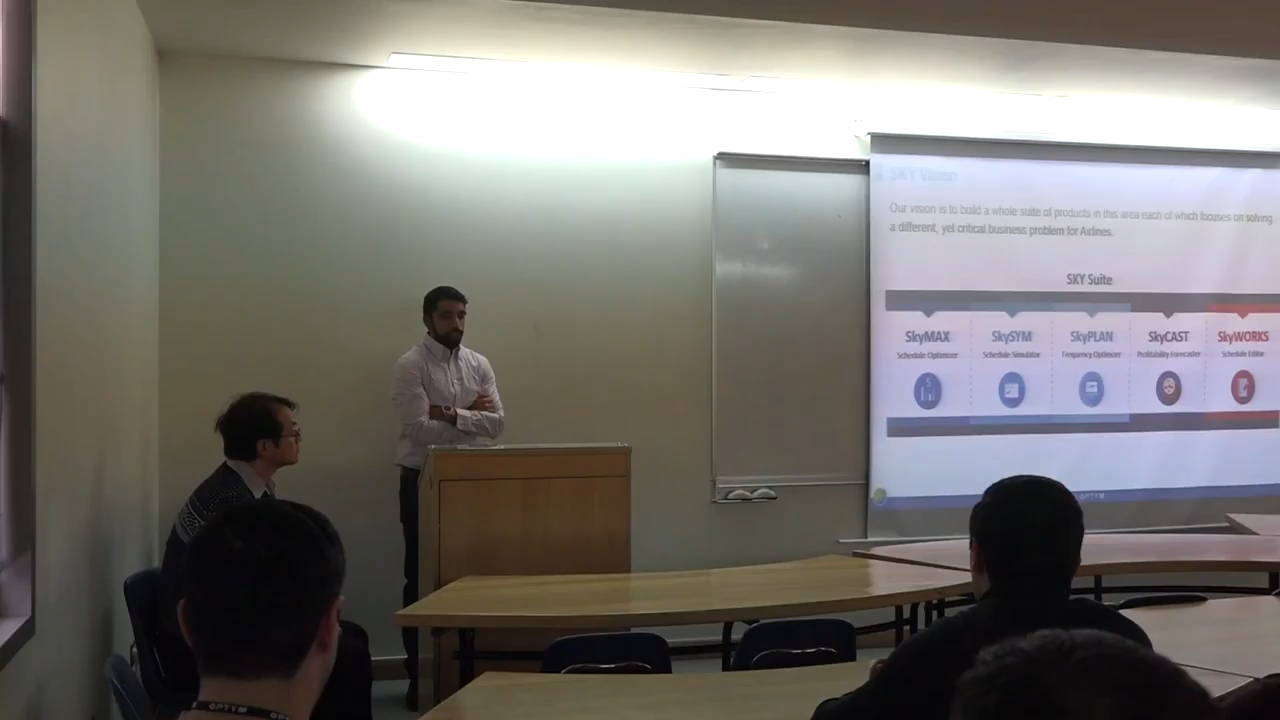 SKY Vision
Our vision is to build a whole suite of products in this area each of which focuses on solving
a different, yet critical business problem for Airlines.
SKY Suite
SkyMAX
Schedule Optimizer
SkySYM
Schedule Simulator
SkyPLAN
Frequency Optimizer
SkyCAST
Profitability Forecaster
SkyWORKS
Schedule Editor
OPTYM
OPTYM